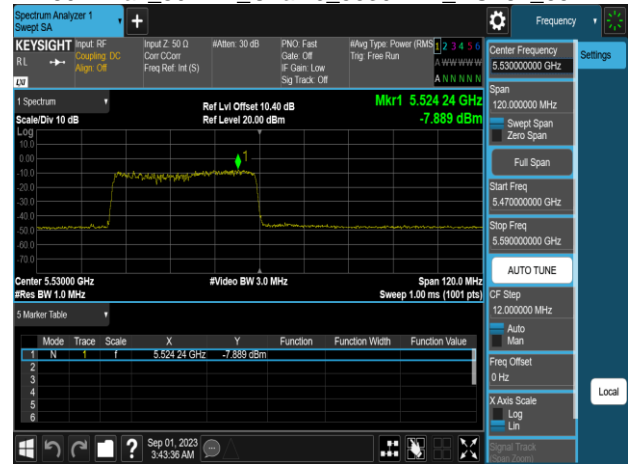 Spectrum Analyzer 1
Swept SA
Frequency
KEYSIGHT
RL
LXI
Input: RF
Coupling: DC
Align: Off
Input Z: 50 Ω
Corr CCorr
Freq Ref: Int (S)
#Atten: 30 dB
PNO: Fast
Gate: Off
IF Gain: Low
Sig Track: Off
#Avg Type: Power (RMS)
Trig: Free Run
1 2 3 4 5 6
A W W W W W
A N N N N N
1 Spectrum
Scale/Div 10 dB
Ref Lvl Offset 10.40 dB
Ref Level 20.00 dBm
Mkr1 5.524 24 GHz
-7.889 dBm
Log
10.0
0.00
-10.0
-20.0
-30.0
-40.0
-50.0
-60.0
-70.0
1
Center 5.53000 GHz
#Res BW 1.0 MHz
#Video BW 3.0 MHz
Span 120.0 MHz
Sweep 1.00 ms (1001 pts)
5 Marker Table
Mode Trace Scale X Y Function Function Width Function Value
1 N 1 f 5.524 24 GHz -7.889 dBm
2
3
4
5
6
Sep 01, 2023
3:43:36 AM
Center Frequency
5.530000000 GHz
Settings
Span
120.000000 MHz
Swept Span
Zero Span
Full Span
Start Freq
5.470000000 GHz
Stop Freq
5.590000000 GHz
AUTO TUNE
CF Step
12.000000 MHz
Auto
Man
Freq Offset
0 Hz
X Axis Scale
Log
Lin
Local
Signal Track
(Span Zoom)